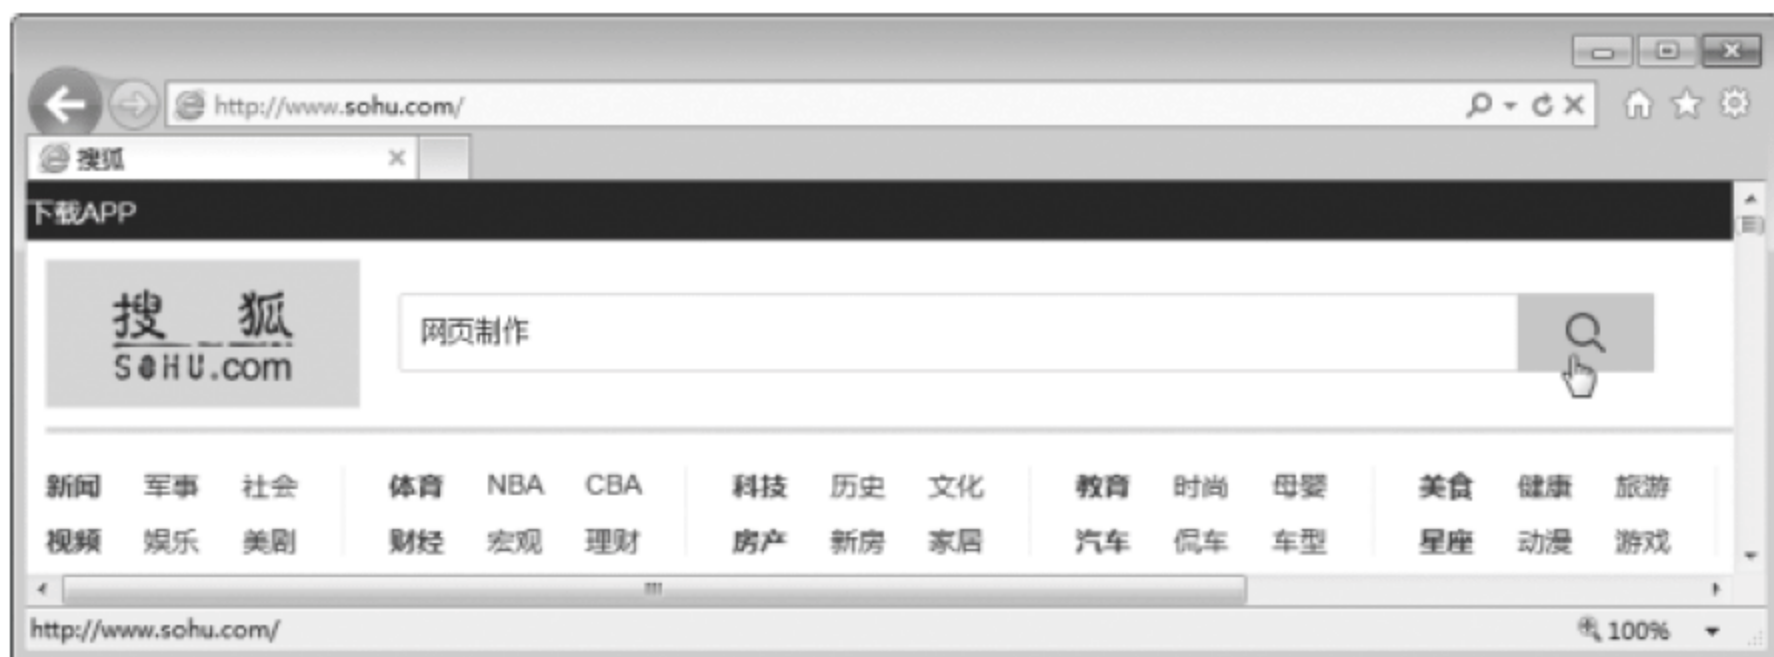 http://www.sohu.com/
搜狐
下载APP
搜 狐
SOHU.com
网页制作
新闻 军事 社会 体育 NBA CBA 科技 历史 文化 教育 时尚 母婴 美食 健康 旅游
视频 娱乐 美剧 财经 宏观 理财 房产 新房 家居 汽车 侃车 车型 星座 动漫 游戏
http://www.sohu.com/ 100%